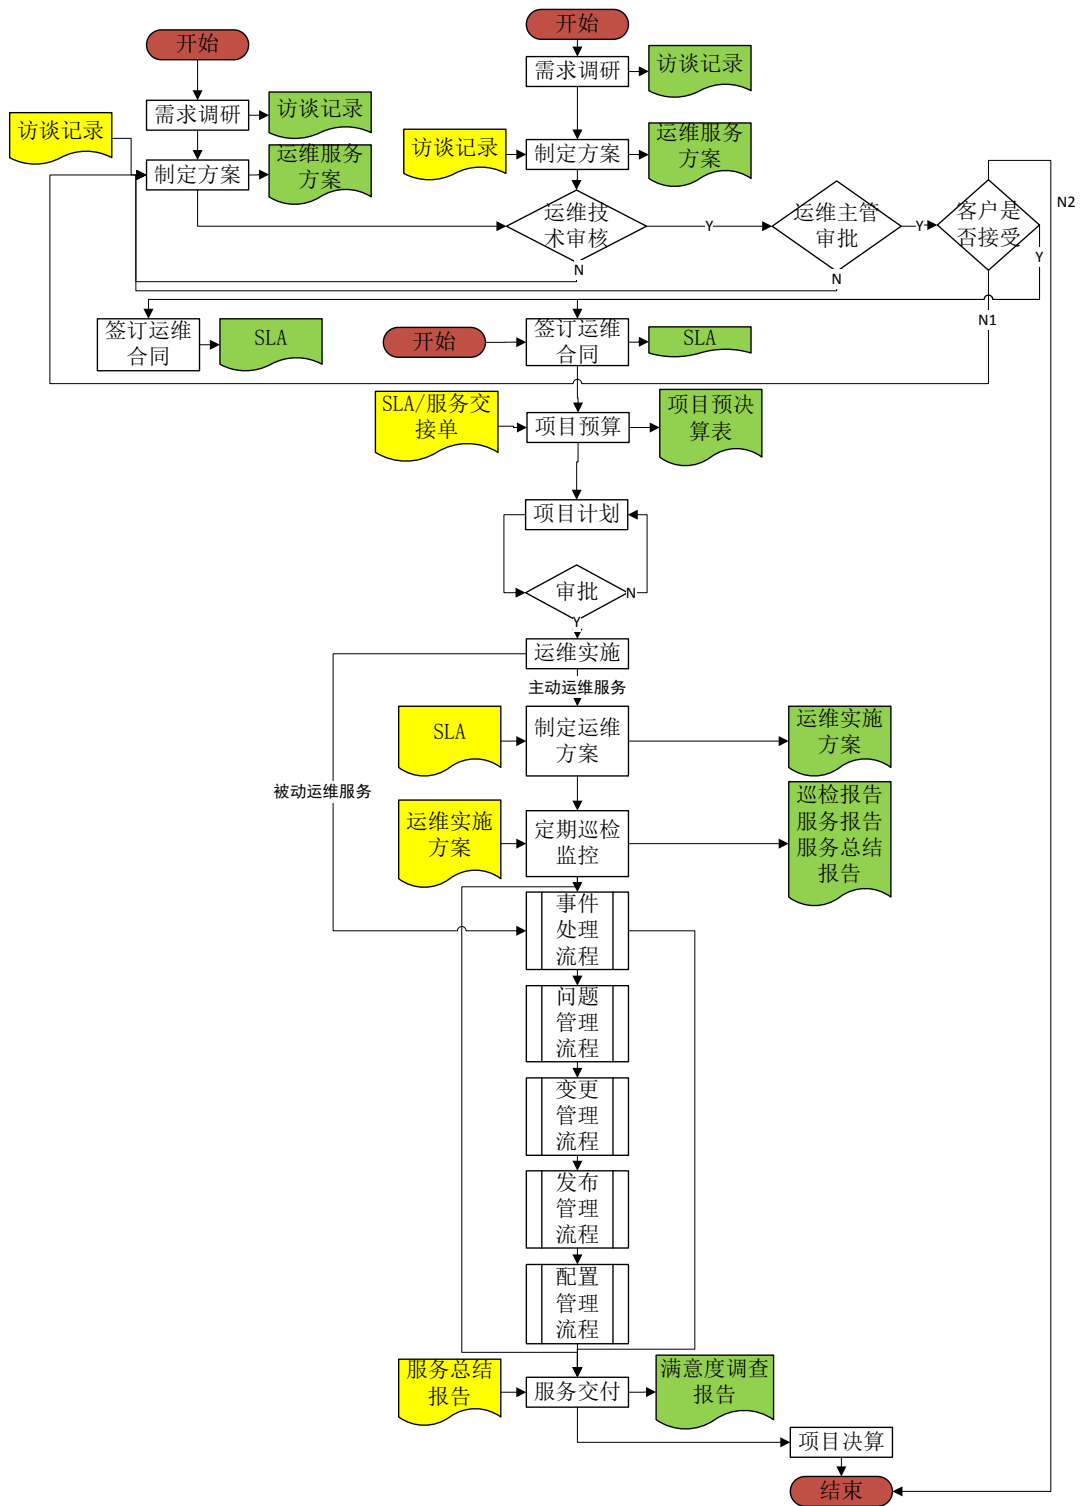 开始
开始
需求调研
访谈记录
需求调研
访谈记录
访谈记录
访谈记录
制定方案
运维服务
方案
制定方案
运维服务
方案
运维技
术审核
Y
运维主管
审批
Y
客户是
否接受
N2
Y
N
N
N1
签订运维
合同
SLA
开始
签订运维
合同
SLA
SLA/服务交
接单
项目预算
项目预决
算表
项目计划
审批
N
Y
运维实施
主动运维服务
SLA
制定运维
方案
运维实施
方案
被动运维服务
运维实施
方案
定期巡检
监控
巡检报告
服务报告
服务总结
报告
事件
处理
流程
问题
管理
流程
变更
管理
流程
发布
管理
流程
配置
管理
流程
服务总结
报告
服务交付
满意度调查
报告
项目决算
结束